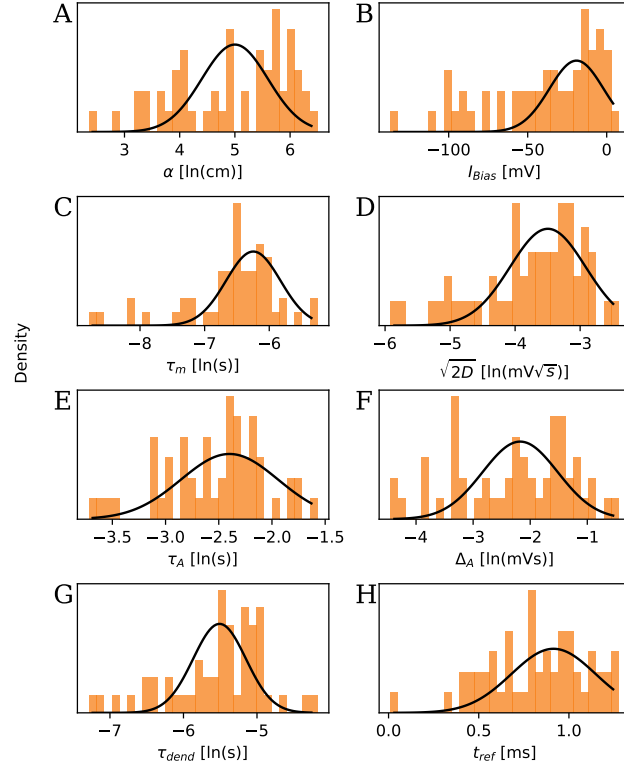 A
B
3 4 5 6
−100 −50 0
α [ln(cm)]
I_Bias [mV]
C
D
−8 −7 −6
−6 −5 −4 −3
τ_m [ln(s)]
√2D [ln(mV√s)]
Density
E
F
−3.5 −3.0 −2.5 −2.0 −1.5
−4 −3 −2 −1
τ_A [ln(s)]
Δ_A [ln(mVs)]
G
H
−7 −6 −5
0.0 0.5 1.0
τ_dend [ln(s)]
t_ref [ms]